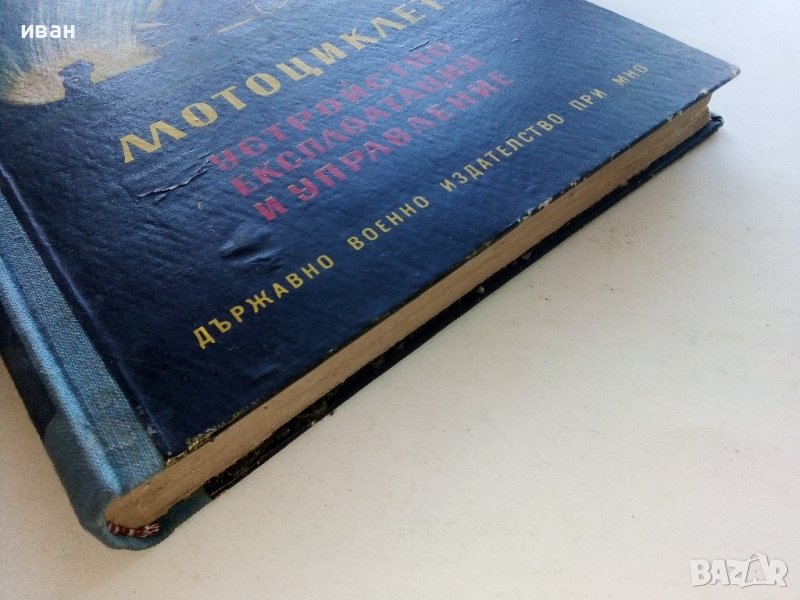 иван
МОТОЦИКЛЕТ
УСТРОЙСТВО
ЕКСПЛОАТАЦИЯ
И УПРАВЛЕНИЕ
ДЪРЖАВНО ВОЕННО ИЗДАТЕЛСТВО ПРИ МНО
BAZAR